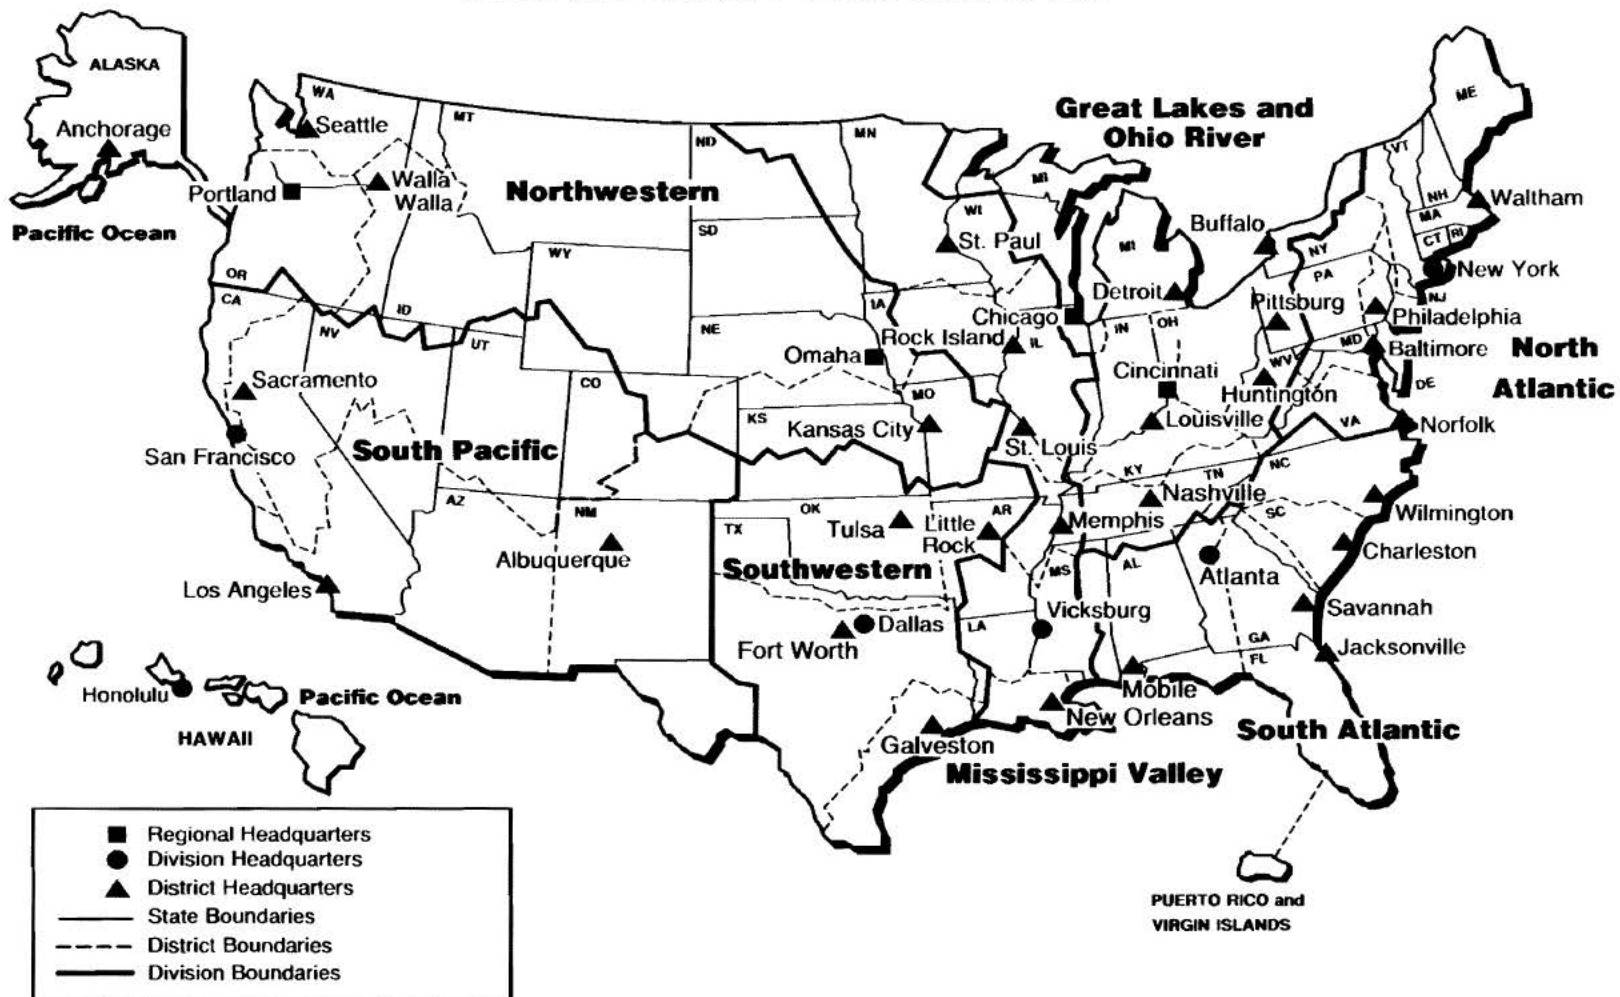 ALASKA
Anchorage
Pacific Ocean
WA
Seattle
Portland
Walla
Walla
OR
MT
Northwestern
ID
WY
ND
SD
NE
Omaha
MN
Great Lakes and
Ohio River
WI
MI
MI
St. Paul
IA
Rock Island
IL
Chicago
Detroit
IN
OH
Cincinnati
Louisville
Buffalo
NY
PA
Pittsburg
WV
Huntington
VT
NH
ME
MA
CT
RI
Waltham
New York
NJ
Philadelphia
MD
Baltimore
DE
North
Atlantic
VA
Norfolk
CA
NV
UT
CO
Sacramento
San Francisco
South Pacific
Los Angeles
AZ
NM
Albuquerque
KS
MO
Kansas City
St. Louis
KY
TN
Nashville
Memphis
NC
SC
Wilmington
Charleston
Atlanta
Savannah
GA
FL
Jacksonville
TX
OK
Tulsa
Southwestern
AR
Little
Rock
Dallas
Fort Worth
Galveston
LA
MS
AL
Vicksburg
Mobile
New Orleans
Mississippi Valley
South Atlantic
Honolulu
Pacific Ocean
HAWAII
PUERTO RICO and
VIRGIN ISLANDS
Regional Headquarters
Division Headquarters
District Headquarters
State Boundaries
District Boundaries
Division Boundaries